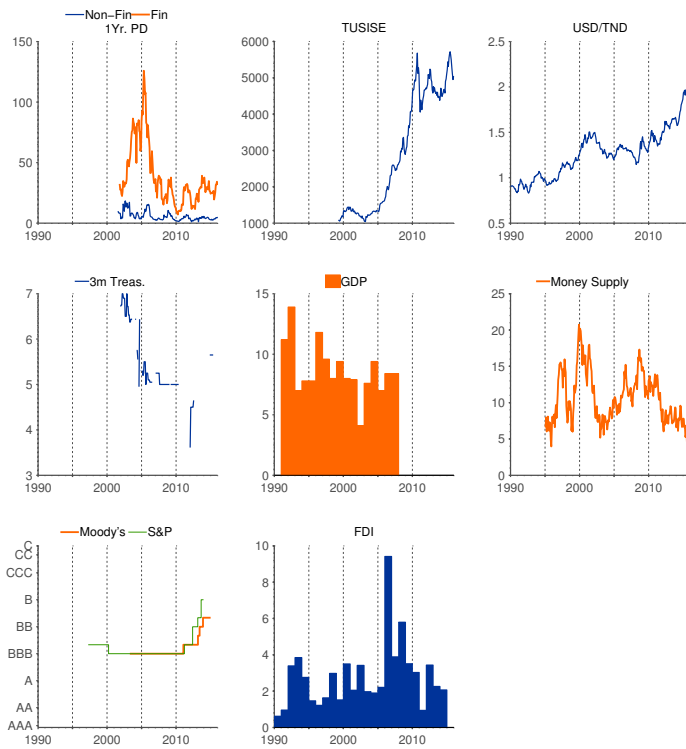 Non-Fin Fin
1Yr. PD
150
100
50
0
1990 2000 2010
TUSISE
6000
5000
4000
3000
2000
1000
1990 2000 2010
USD/TND
2.5
2
1.5
1
0.5
1990 2000 2010
3m Treas.
7
6
5
4
3
1990 2000 2010
GDP
15
10
5
0
1990 2000 2010
Money Supply
25
20
15
10
5
0
1990 2000 2010
Moody's S&P
C
CC
CCC
B
BB
BBB
A
AA
AAA
1990 2000 2010
FDI
10
8
6
4
2
0
1990 2000 2010